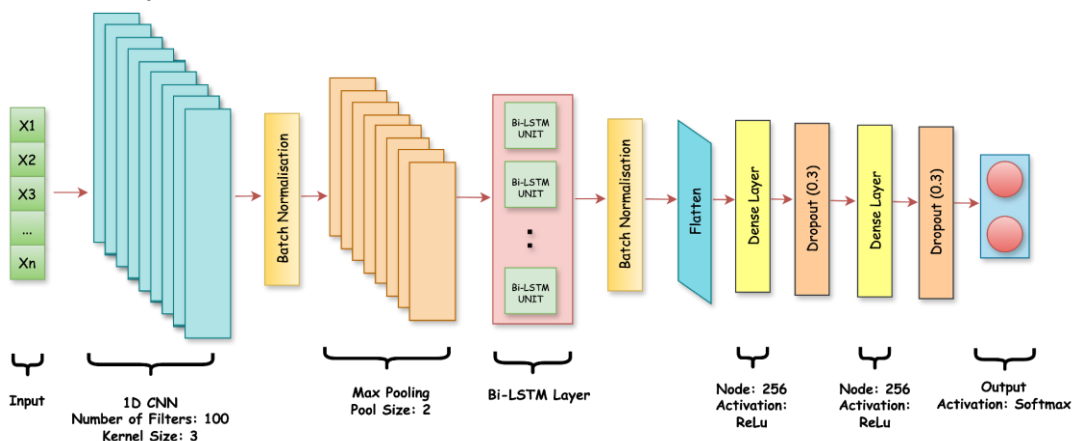 X1
X2
X3
...
Xn
Batch Normalisation
Bi-LSTM
UNIT
Bi-LSTM
UNIT
:
Bi-LSTM
UNIT
Batch Normalisation
Flatten
Dense Layer
Dropout (0.3)
Dense Layer
Dropout (0.3)
Input
1D CNN
Number of Filters: 100
Kernel Size: 3
Max Pooling
Pool Size: 2
Bi-LSTM Layer
Node: 256
Activation:
ReLu
Node: 256
Activation:
ReLu
Output
Activation: Softmax